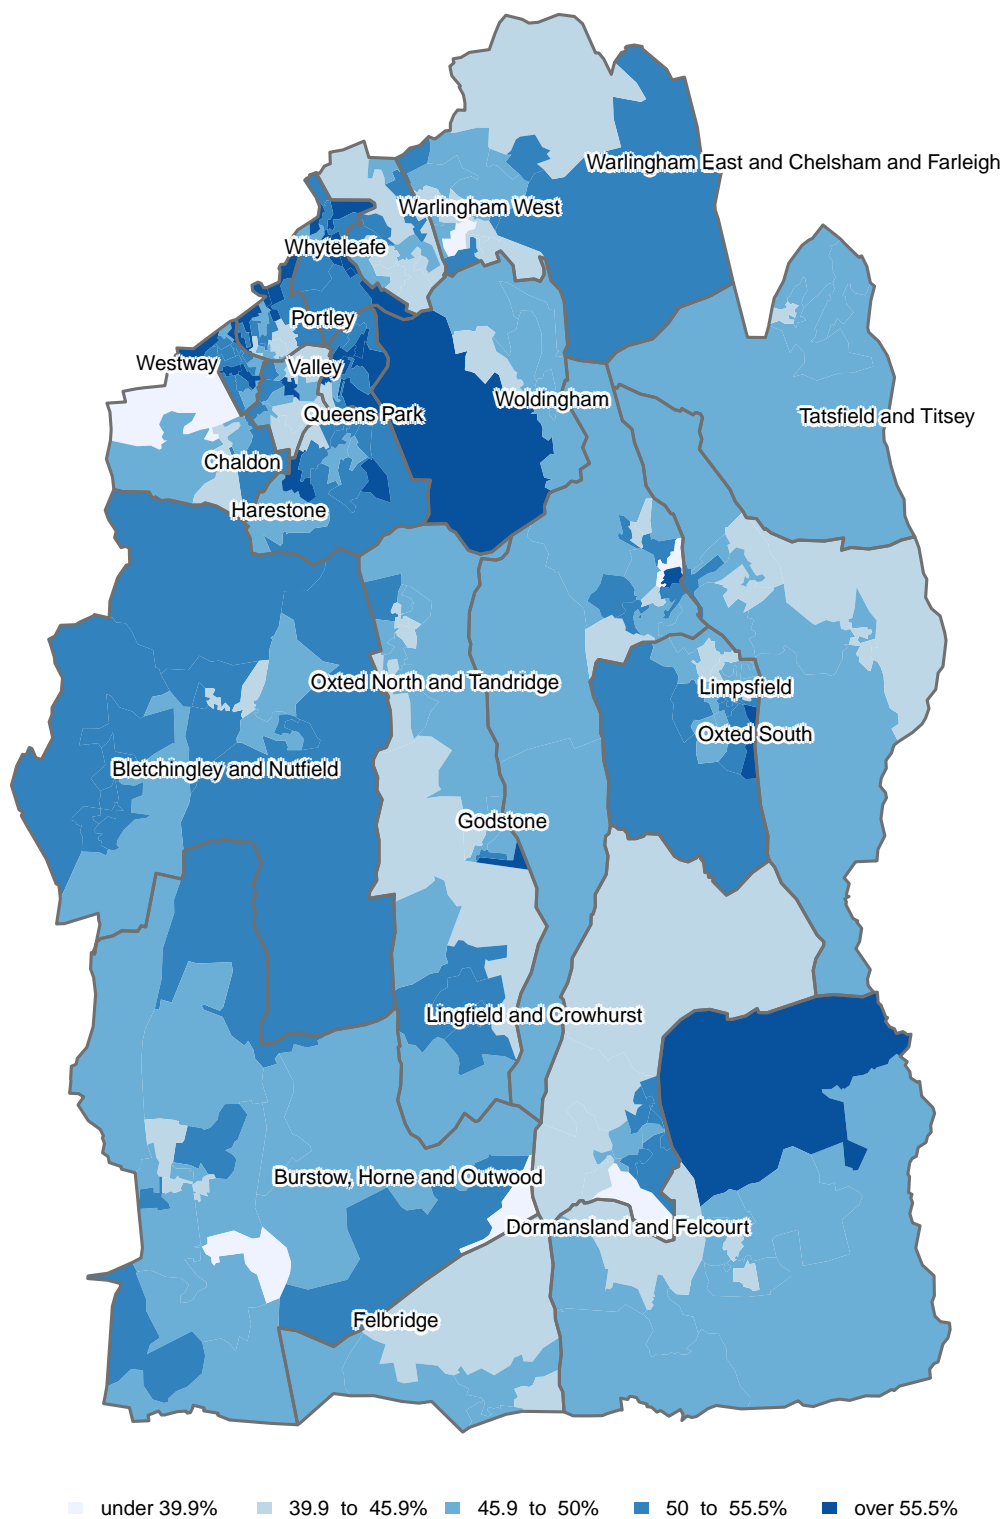 Warlingham East and Chelsham and Farleigh
Warlingham West
Whyteleafe
Portley
Westway
Valley
Woldingham
Queens Park
Tatsfield and Titsey
Chaldon
Harestone
Oxted North and Tandridge
Limpsfield
Oxted South
Bletchingley and Nutfield
Godstone
Lingfield and Crowhurst
Burstow, Horne and Outwood
Dormansland and Felcourt
Felbridge
under 39.9%
39.9 to 45.9%
45.9 to 50%
50 to 55.5%
over 55.5%